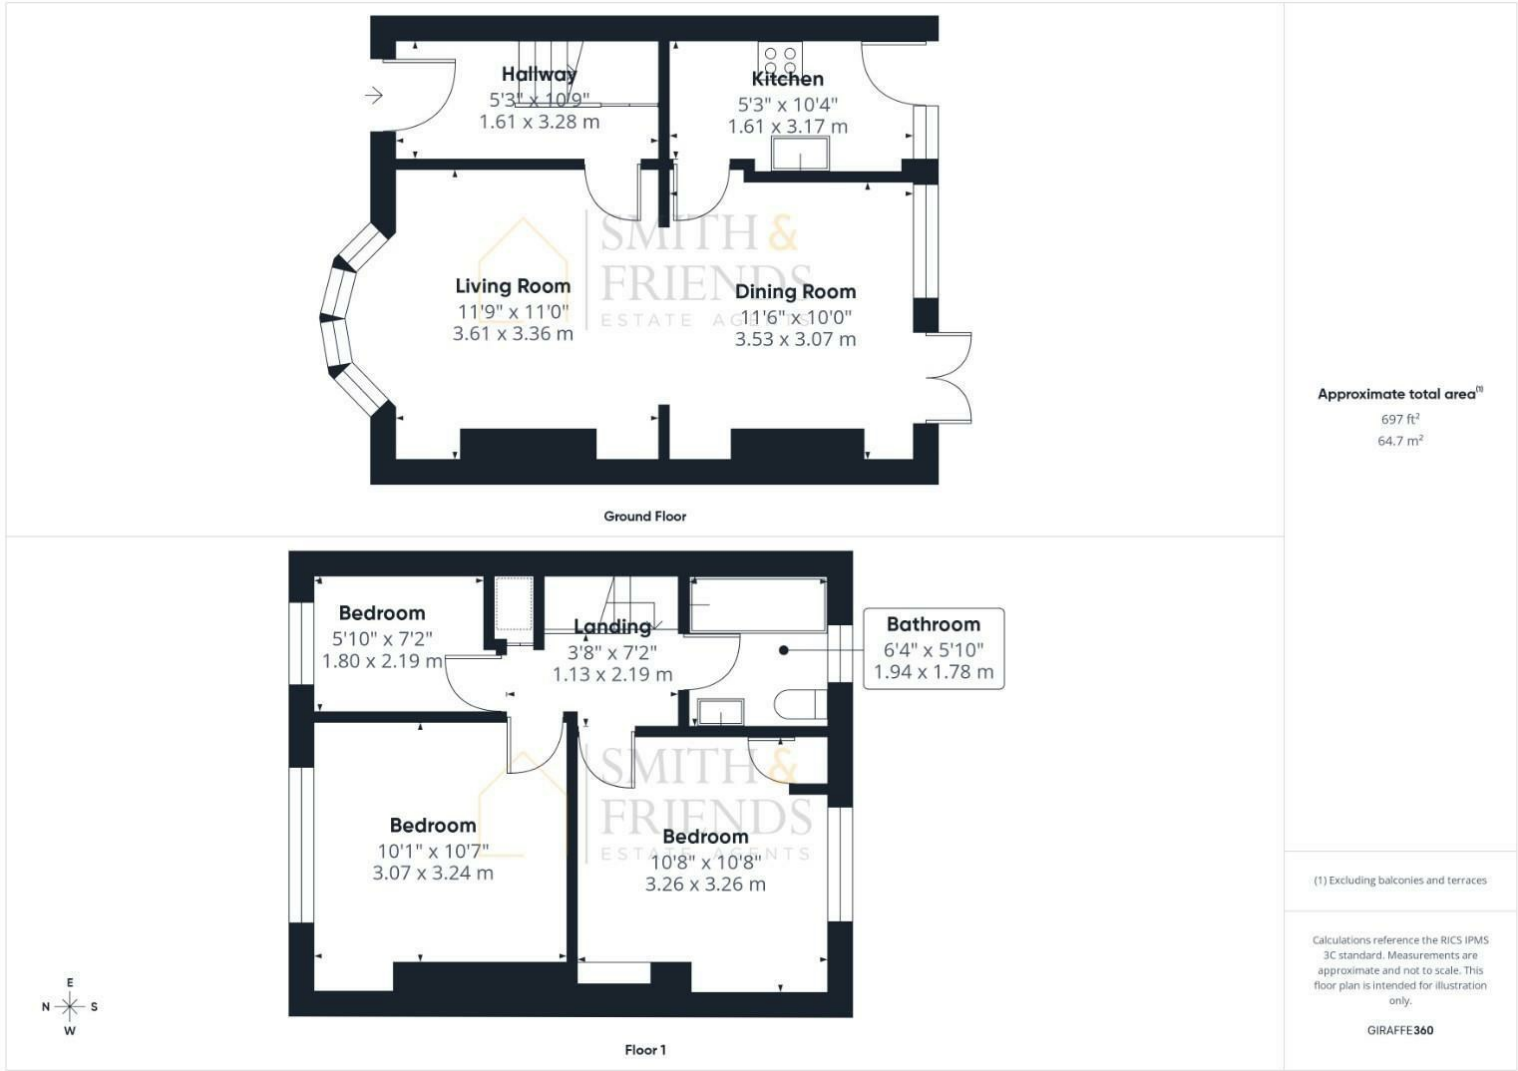 Hallway
5'3" x 10'9"
1.61 x 3.28 m
Kitchen
5'3" x 10'4"
1.61 x 3.17 m
SMITH &
FRIENDS
ESTATE AGENTS
Living Room
11'9" x 11'0"
3.61 x 3.36 m
Dining Room
11'6" x 10'0"
3.53 x 3.07 m
Ground Floor
Approximate total area(1)
697 ft²
64.7 m²
Bedroom
5'10" x 7'2"
1.80 x 2.19 m
Landing
3'8" x 7'2"
1.13 x 2.19 m
Bathroom
6'4" x 5'10"
1.94 x 1.78 m
SMITH &
FRIENDS
ESTATE AGENTS
Bedroom
10'1" x 10'7"
3.07 x 3.24 m
Bedroom
10'8" x 10'8"
3.26 x 3.26 m
E
N S
W
Floor 1
(1) Excluding balconies and terraces
Calculations reference the RICS IPMS
3C standard. Measurements are
approximate and not to scale. This
floor plan is intended for illustration
only.
GIRAFFE360